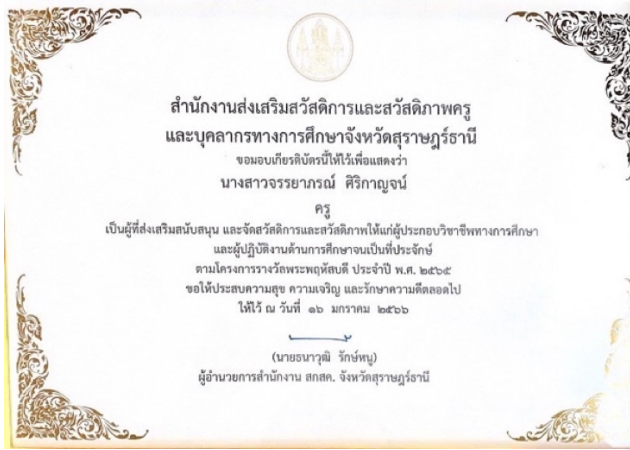 สำนักงานส่งเสริมสวัสดิการและสวัสดิภาพครู
และบุคลากรทางการศึกษาจังหวัดสุราษฎร์ธานี
ขอมอบเกียรติบัตรนี้ให้ไว้เพื่อแสดงว่า
นางสาวจรรยาภรณ์ ศิริกาญจน์
ครู
เป็นผู้ที่ส่งเสริมสนับสนุน และจัดสวัสดิการและสวัสดิภาพให้แก่ผู้ประกอบวิชาชีพทางการศึกษา
และผู้ปฏิบัติงานด้านการศึกษาจนเป็นที่ประจักษ์
ตามโครงการรางวัลพระพฤหัสบดี ประจำปี พ.ศ. ๒๕๖๕
ขอให้ประสบความสุข ความเจริญ และรักษาความดีตลอดไป
ให้ไว้ ณ วันที่ ๑๖ มกราคม ๒๕๖๖
(นายธนาวุฒิ รักษ์หนู)
ผู้อำนวยการสำนักงาน สกสค. จังหวัดสุราษฎร์ธานี